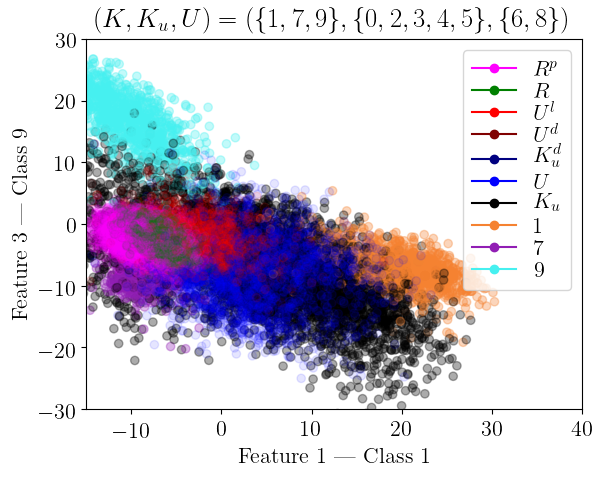 (K, K_u, U) = ({1, 7, 9}, {0, 2, 3, 4, 5}, {6, 8})
30
20
10
0
−10
−20
−30
Feature 3 — Class 9
R^p
R
U^l
U^d
K_u^d
U
K_u
1
7
9
−10
0
10
20
30
40
Feature 1 — Class 1